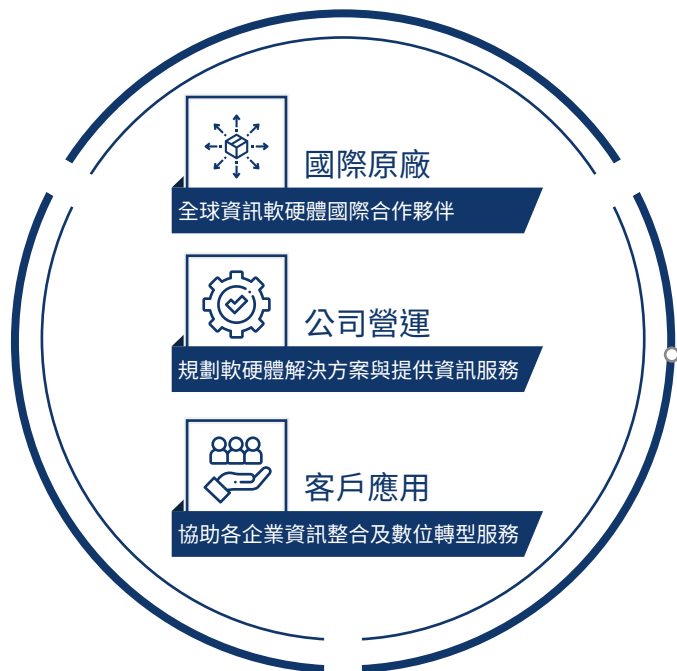 國際原廠
全球資訊軟硬體國際合作夥伴
公司營運
規劃軟硬體解決方案與提供資訊服務
客戶應用
協助各企業資訊整合及數位轉型服務